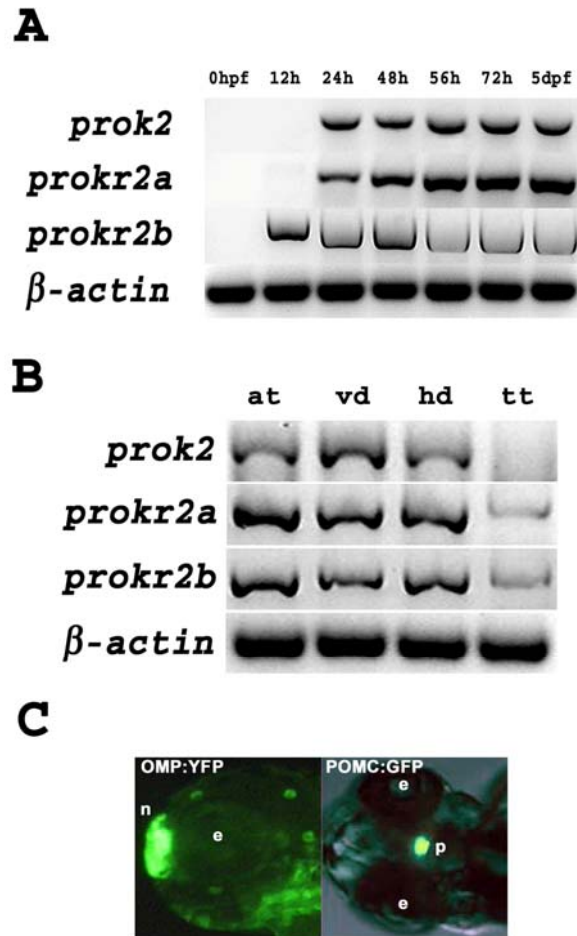 A
0hpf 12h 24h 48h 56h 72h 5dpf
prok2
prokr2a
prokr2b
β-actin
B
at vd hd tt
prok2
prokr2a
prokr2b
β-actin
C
OMP:YFP POMC:GFP
n e e p e